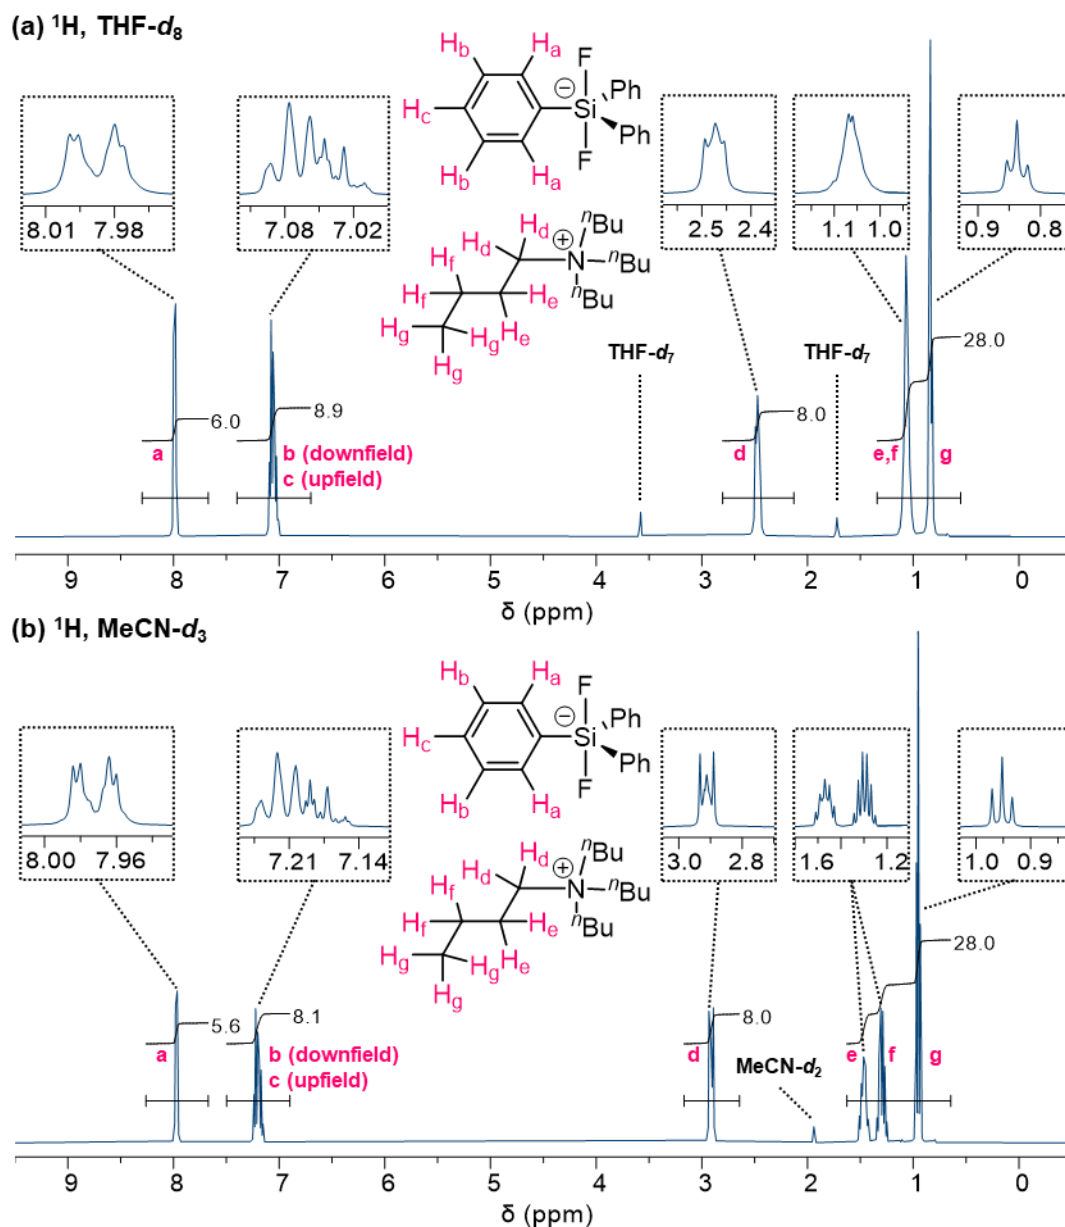 (a) ¹H, THF-d₈
Hb Ha F
Hc ⊖ Si Ph
Ph
Hb Ha F
8.01 7.98
7.08 7.02
2.5 2.4
1.1 1.0
0.9 0.8
Hd Hd ⊕ ⁿBu
Hf N ⁿBu
Hf He ⁿBu
Hg Hg He
Hg
THF-d₇
THF-d₇
6.0
8.9
8.0
28.0
a
b (downfield)
c (upfield)
d
e,f
g
9 8 7 6 5 4 3 2 1 0
δ (ppm)
(b) ¹H, MeCN-d₃
Hb Ha F
Hc ⊖ Si Ph
Ph
Hb Ha F
8.00 7.96
7.21 7.14
3.0 2.8
1.6 1.2
1.0 0.9
Hd Hd ⊕ ⁿBu
Hf N ⁿBu
Hf He ⁿBu
Hg Hg He
Hg
5.6
8.1
8.0
28.0
a
b (downfield)
c (upfield)
d
MeCN-d₂
e
f
g
9 8 7 6 5 4 3 2 1 0
δ (ppm)